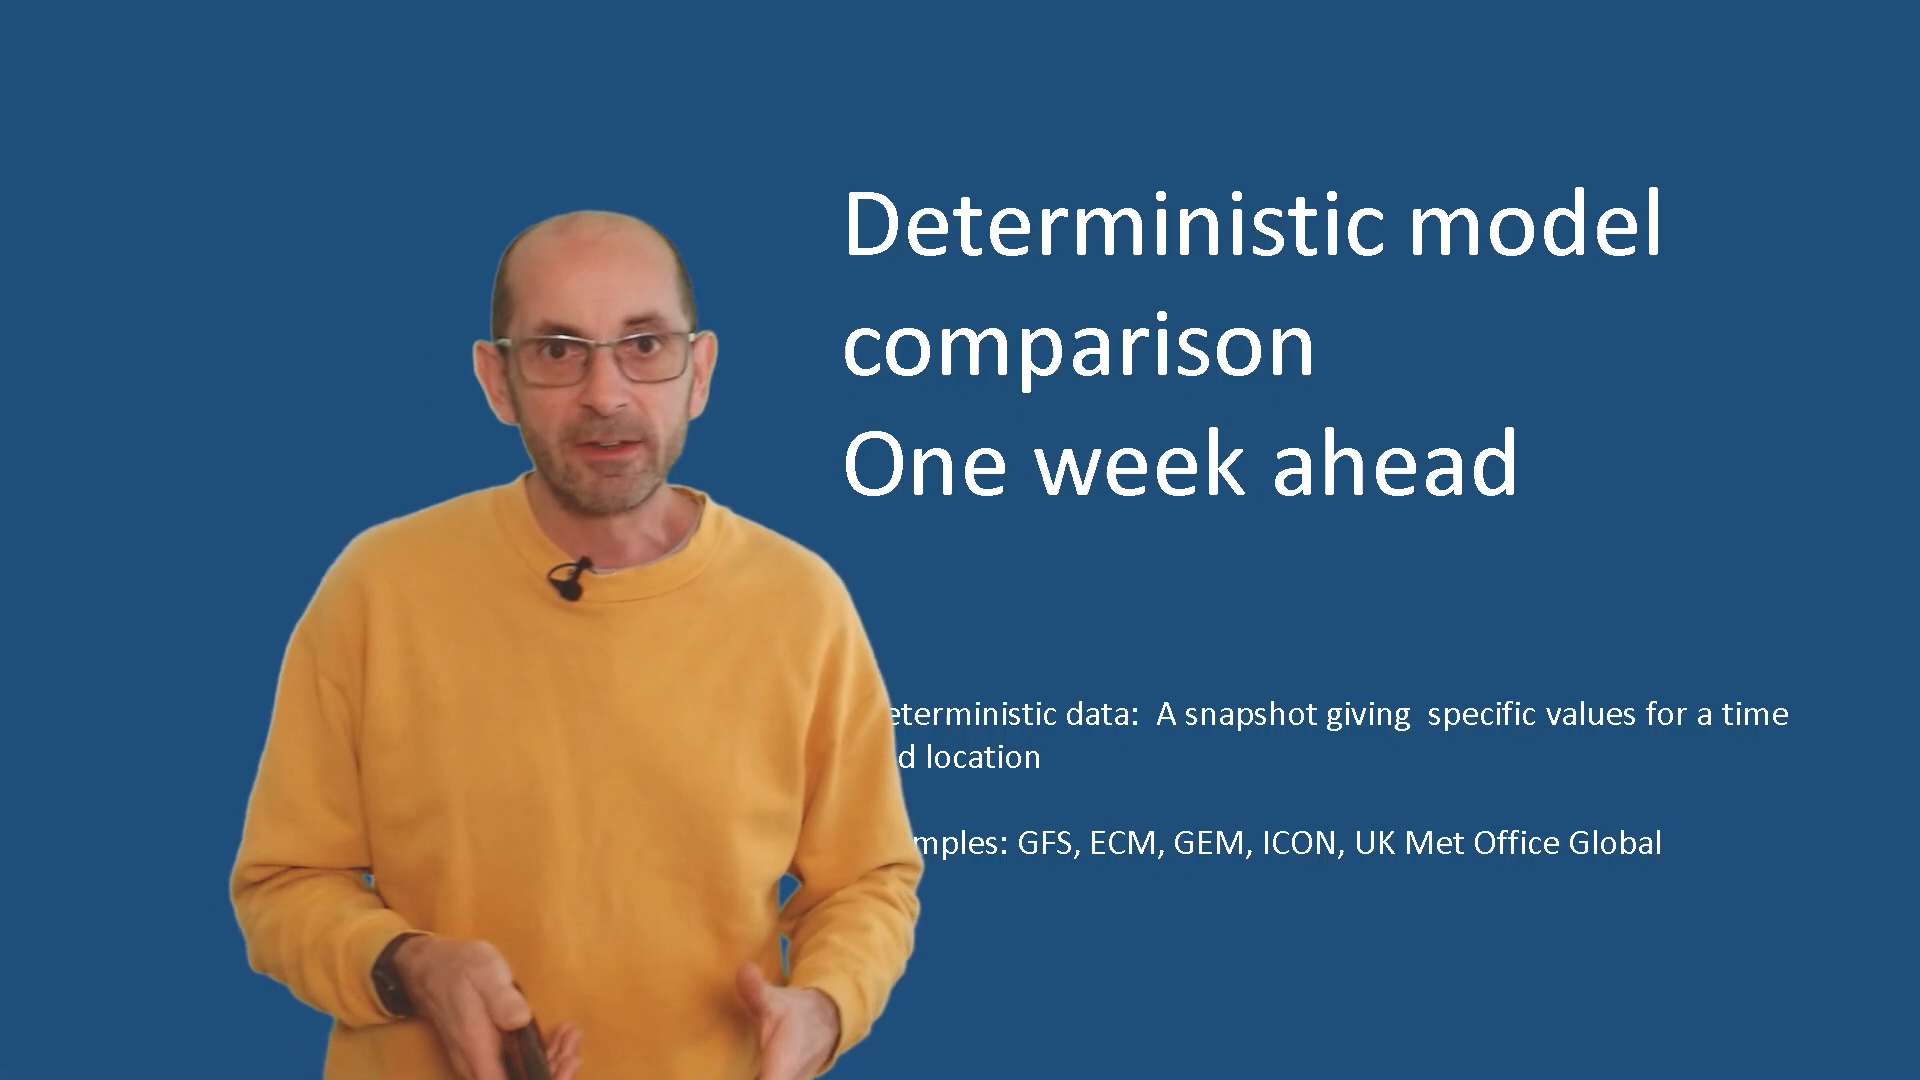 Deterministic model
comparison
One week ahead
eterministic data:  A snapshot giving  specific values for a time
d location
mples: GFS, ECM, GEM, ICON, UK Met Office Global